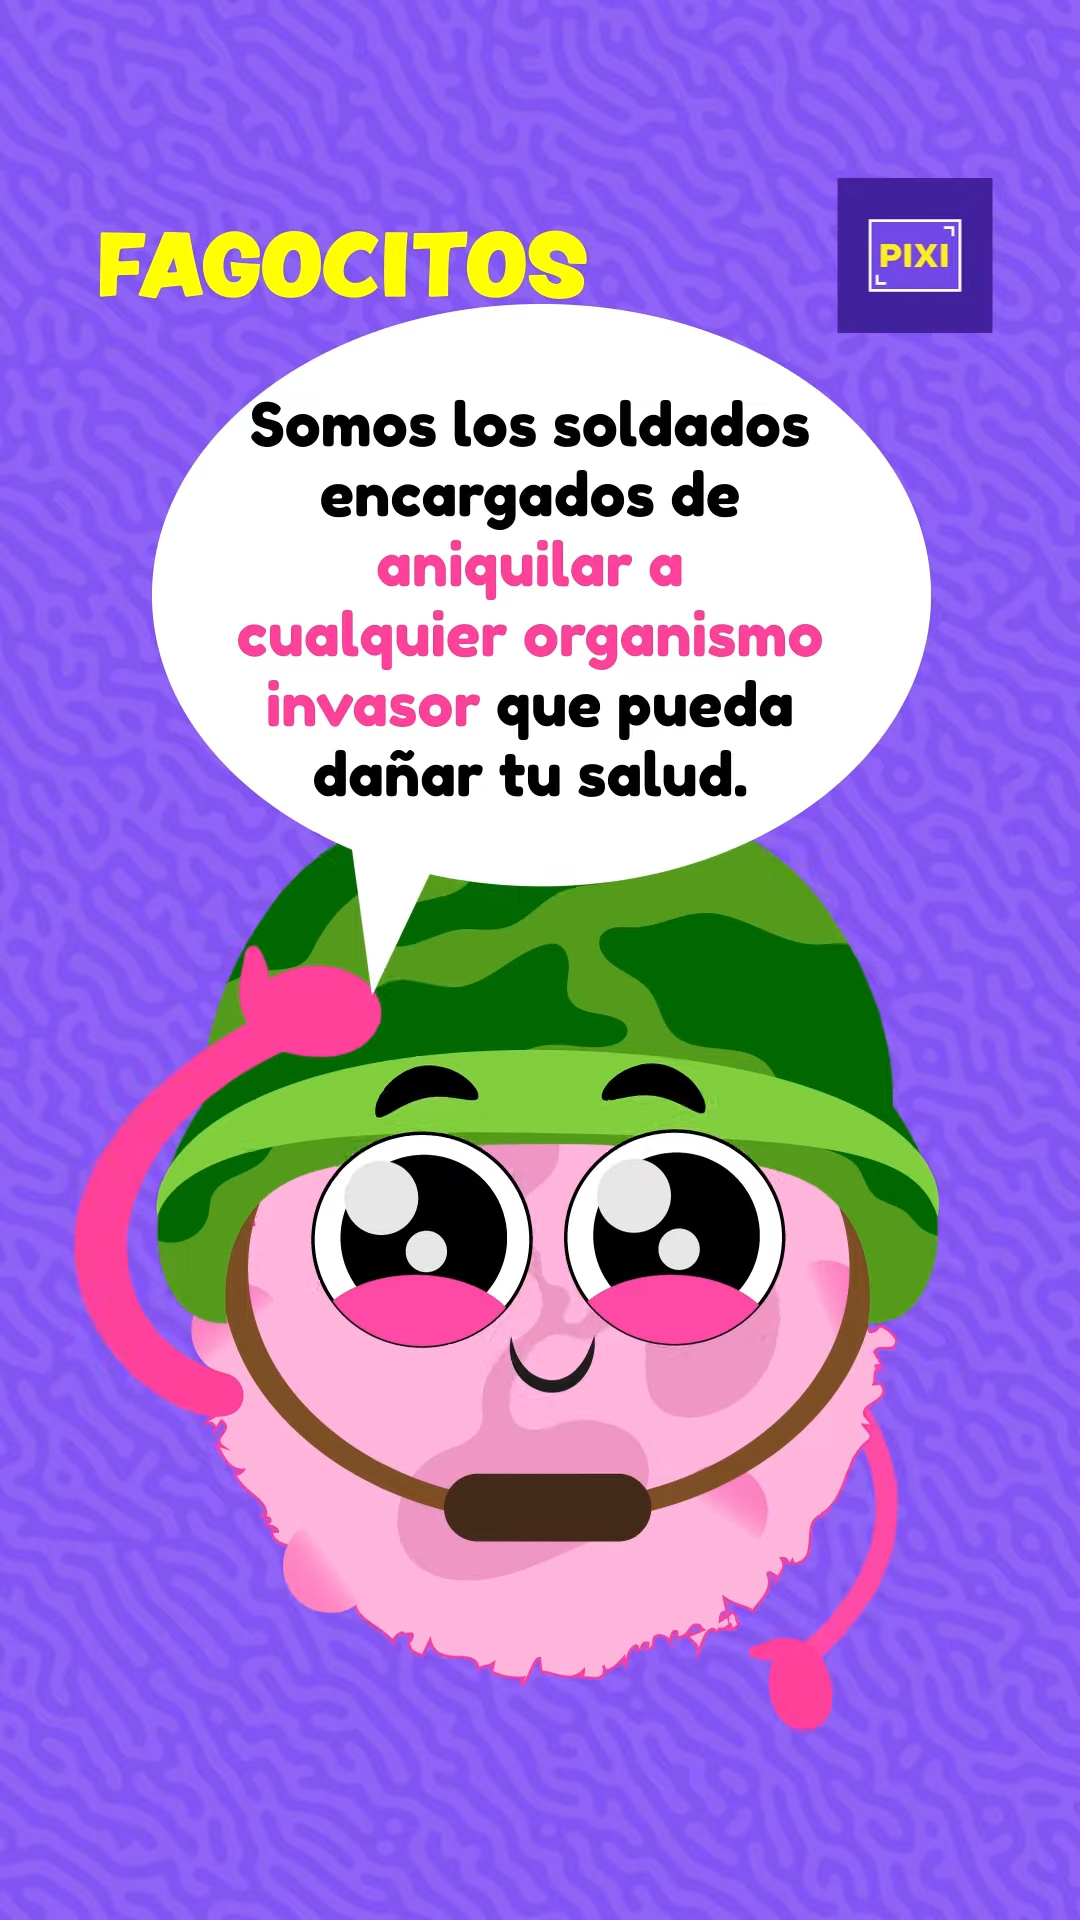 FAGOCITOS
PIXI
Somos los soldados
encargados de
aniquilar a
cualquier organismo
invasor que pueda
dañar tu salud.